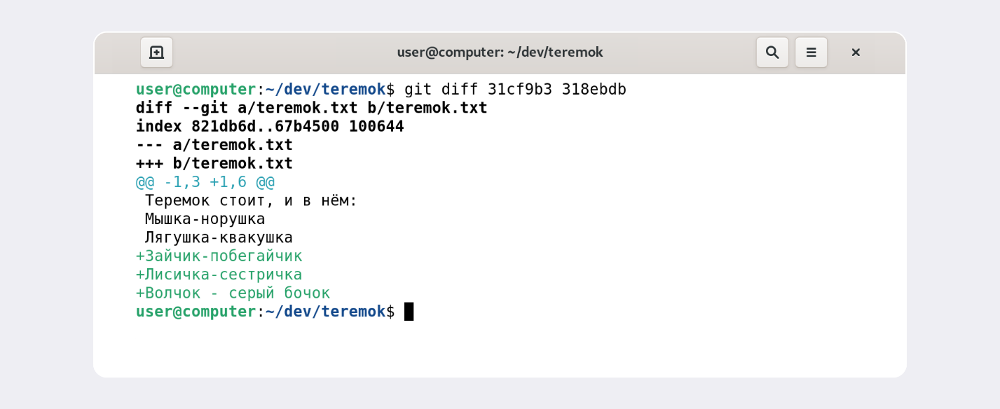 user@computer: ~/dev/teremok
user@computer:~/dev/teremok$ git diff 31cf9b3 318ebdb
diff --git a/teremok.txt b/teremok.txt
index 821db6d..67b4500 100644
--- a/teremok.txt
+++ b/teremok.txt
@@ -1,3 +1,6 @@
 Теремок стоит, и в нём:
 Мышка-норушка
 Лягушка-квакушка
+Зайчик-побегайчик
+Лисичка-сестричка
+Волчок - серый бочок
user@computer:~/dev/teremok$